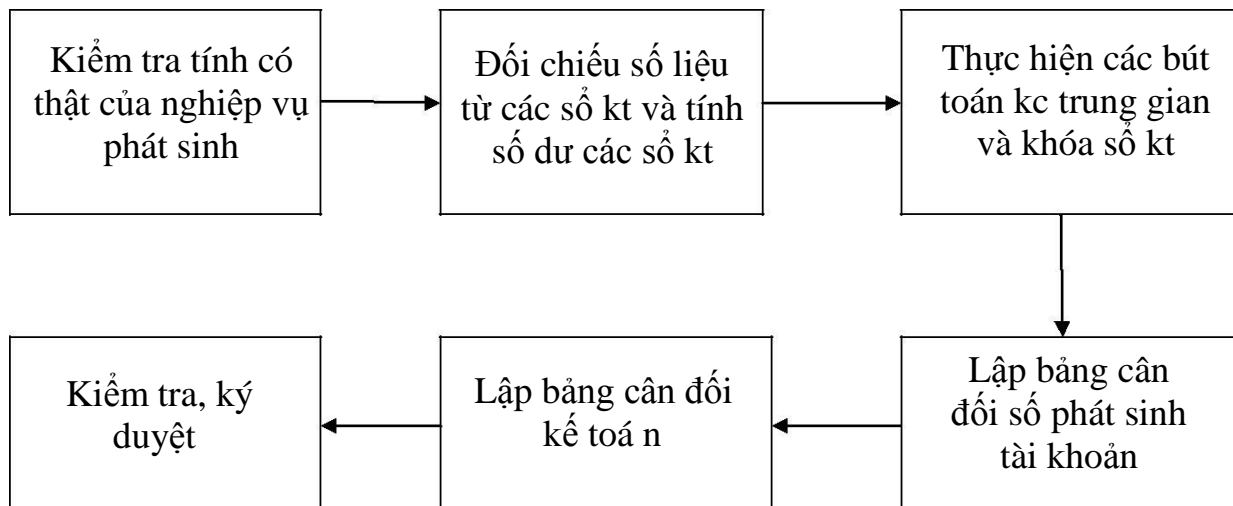 Kiểm tra tính có
thật của nghiệp vụ
phát sinh
Đối chiếu số liệu
từ các sổ kt và tính
số dư các sổ kt
Thực hiện các bút
toán kc trung gian
và khóa sổ kt
Lập bảng cân
đối số phát sinh
tài khoản
Lập bảng cân đối
kế toá n
Kiểm tra, ký
duyệt